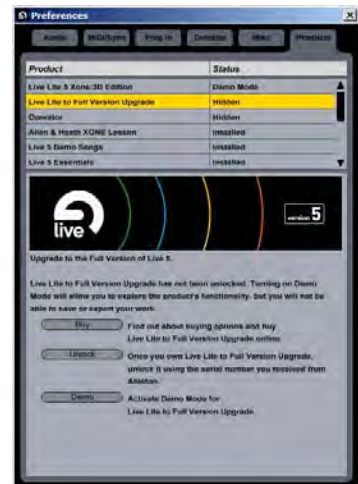 Preferences
Audio MIDI/Sync Plug-In Defaults Misc Products
Product Status
Live Lite 5 Xone:3D Edition Demo Mode
Live Lite to Full Version Upgrade Hidden
Operator Hidden
Allen & Heath XONE Lesson Installed
Live 5 Demo Songs Installed
Live 5 Essentials Installed
live version 5
Upgrade to the Full Version of Live 5.
Live Lite to Full Version Upgrade has not been unlocked. Turning on Demo
Mode will allow you to explore the product's functionality, but you will not be
able to save or export your work.
Buy Find out about buying options and buy
Live Lite to Full Version Upgrade online.
Unlock Once you own Live Lite to Full Version Upgrade,
unlock it using the serial number you received from
Ableton.
Demo Activate Demo Mode for
Live Lite to Full Version Upgrade.